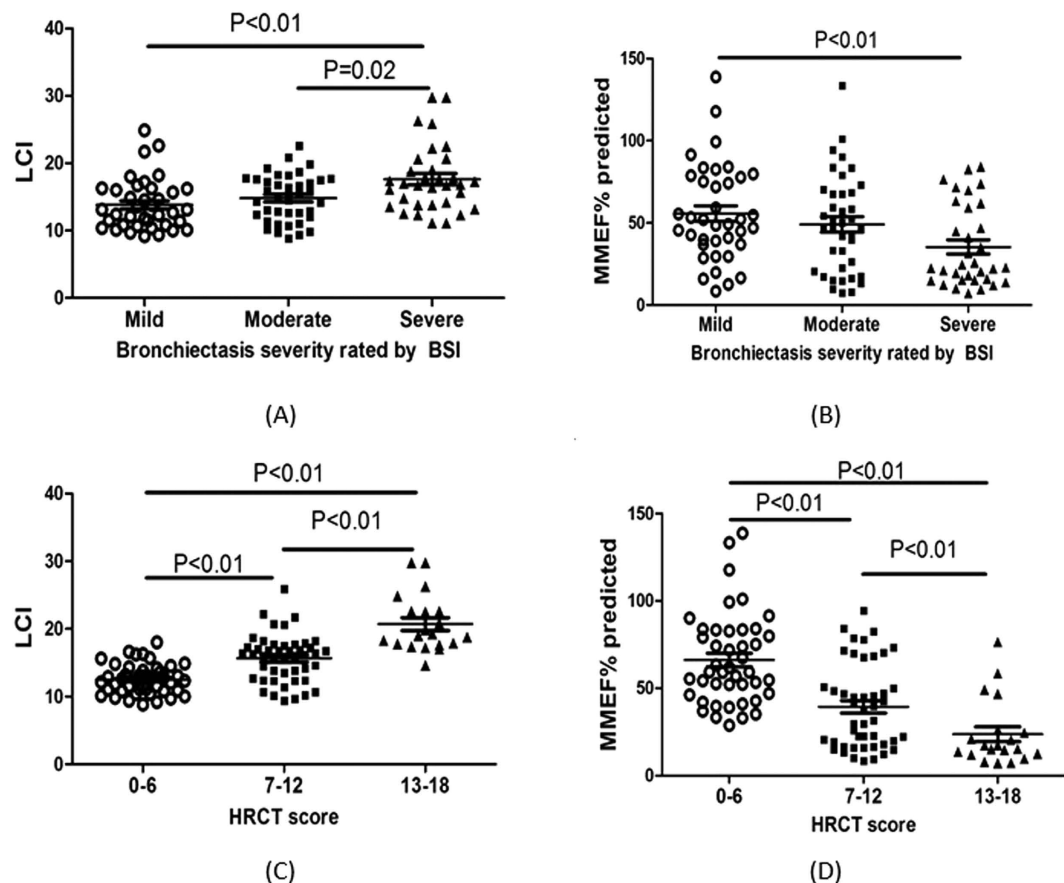 40
P<0.01
P=0.02
30
20
10
0
LCI
Mild Moderate Severe
Bronchiectasis severity rated by BSI
(A)
150
P<0.01
100
50
0
MMEF% predicted
Mild Moderate Severe
Bronchiectasis severity rated by BSI
(B)
P<0.01
40
P<0.01
30
P<0.01
20
10
0
LCI
0-6 7-12 13-18
HRCT score
(C)
P<0.01
150
P<0.01
P<0.01
100
50
0
MMEF% predicted
0-6 7-12 13-18
HRCT score
(D)